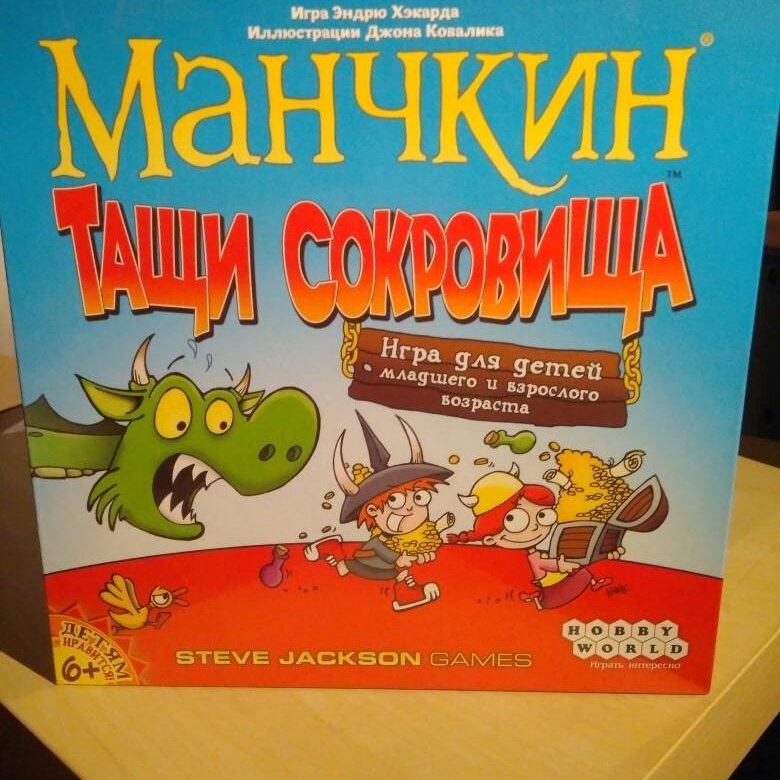 Игра Эндрю Хэкарда
Иллюстрации Джона Ковалика
МАНЧКИН®
™
ТАЩИ СОКРОВИЩА
Игра для детей
младшего и взрослого
возраста
ДЕТЯМ
НРАВИТСЯ!
6+
STEVE JACKSON GAMES
HOBBY
WORLD
Играть интересно